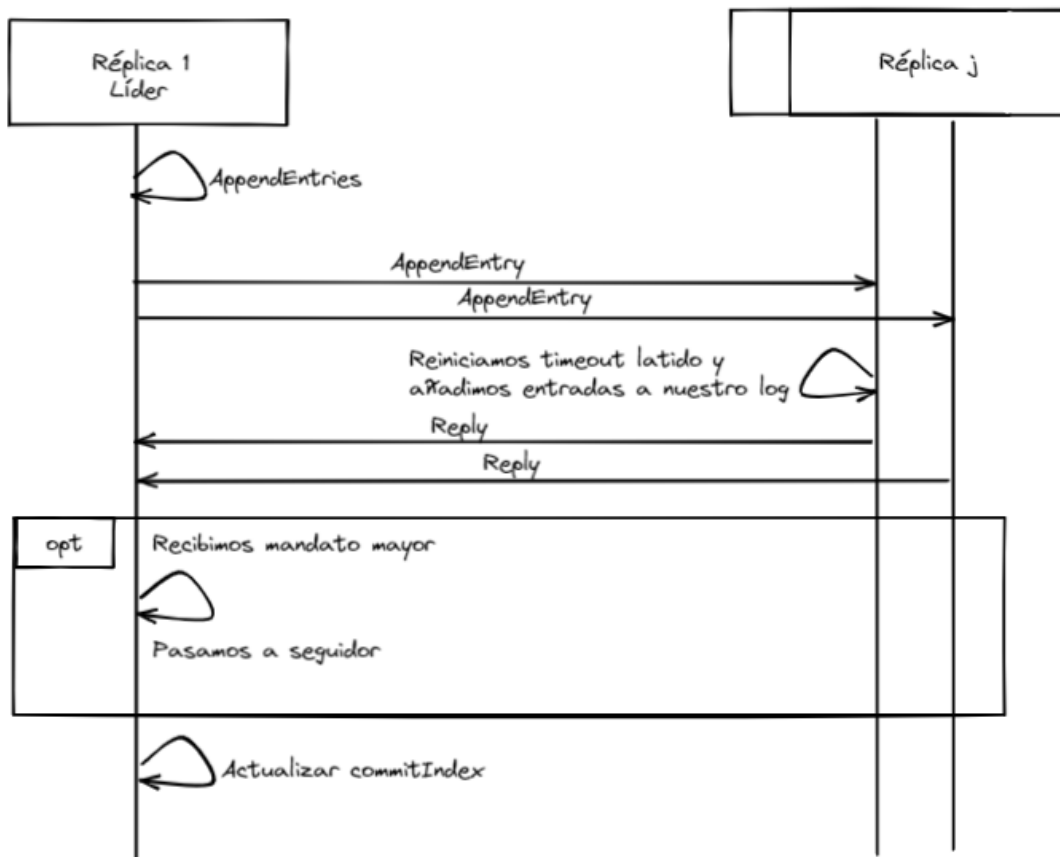 Réplica 1
Líder
Réplica j
AppendEntries
AppendEntry
AppendEntry
Reiniciamos timeout latido y
añadimos entradas a nuestro log
Reply
Reply
opt
Recibimos mandato mayor
Pasamos a seguidor
Actualizar commitIndex